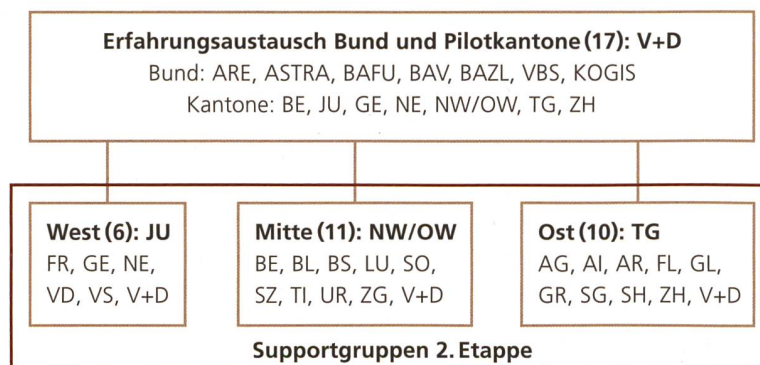 Erfahrungsaustausch Bund und Pilotkantone (17): V+D
Bund: ARE, ASTRA, BAFU, BAV, BAZL, VBS, KOGIS
Kantone: BE, JU, GE, NE, NW/OW, TG, ZH
West (6): JU
FR, GE, NE,
VD, VS, V+D
Mitte (11): NW/OW
BE, BL, BS, LU, SO,
SZ, TI, UR, ZG, V+D
Ost (10): TG
AG, AI, AR, FL, GL,
GR, SG, SH, ZH, V+D
Supportgruppen 2. Etappe